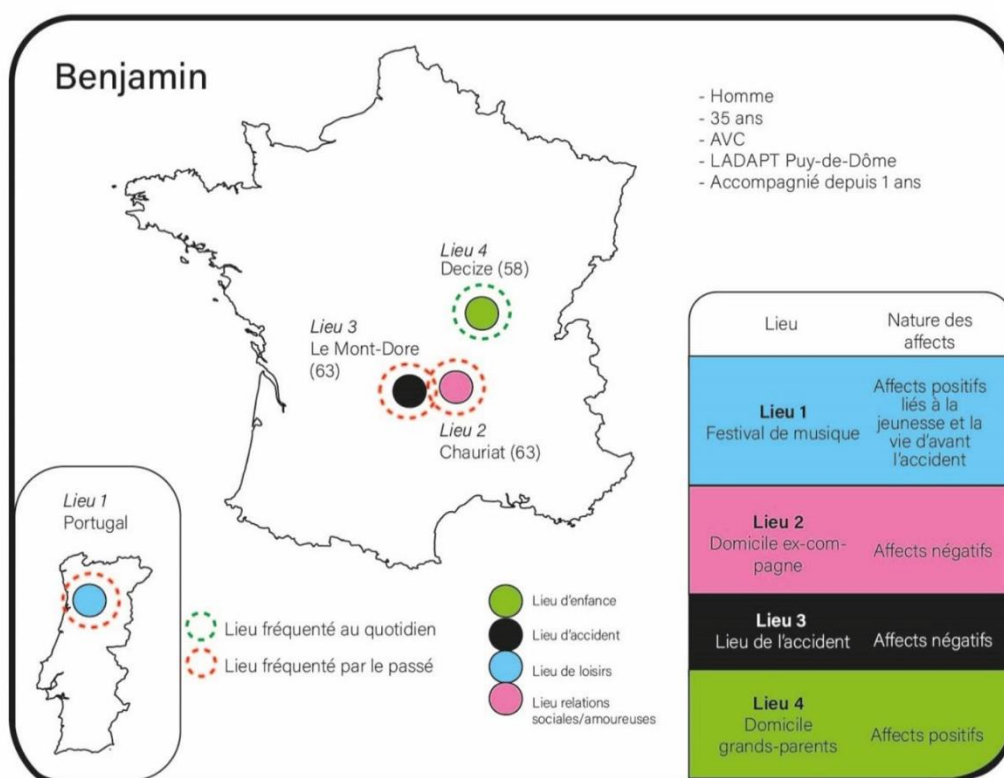 Benjamin
- Homme
- 35 ans
- AVC
- LADAPT Puy-de-Dôme
- Accompagnié depuis 1 ans
Lieu 4
Decize (58)
Lieu 3
Le Mont-Dore
(63)
Lieu 2
Chauriat (63)
Lieu 1
Portugal
Lieu fréquenté au quotidien
Lieu fréquenté par le passé
Lieu d'enfance
Lieu d'accident
Lieu de loisirs
Lieu relations
sociales/amoureuses
Lieu
Nature des
affects
Lieu 1
Festival de musique
Affects positifs
liés à la
jeunesse et la
vie d'avant
l'accident
Lieu 2
Domicile ex-com-
pagne
Affects négatifs
Lieu 3
Lieu de l'accident
Affects négatifs
Lieu 4
Domicile
grands-parents
Affects positifs